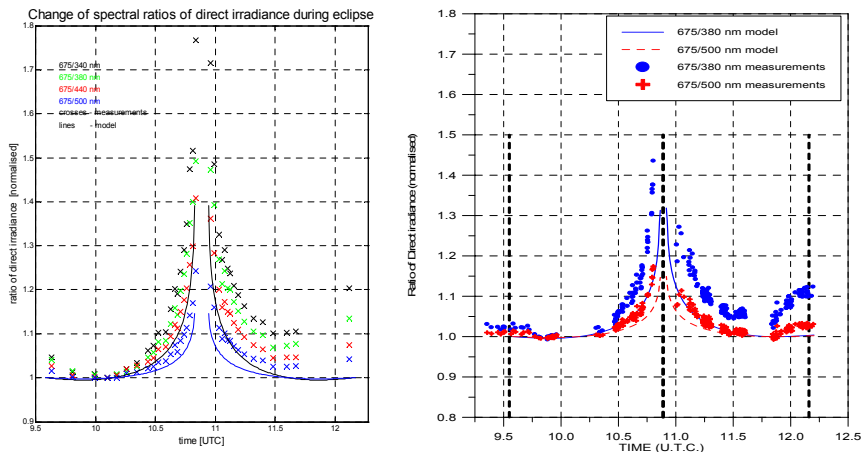 Change of spectral ratios of direct irradiance during eclipse
ratio of direct irradiance [normalised]
1.8
1.7
1.6
1.5
1.4
1.3
1.2
1.1
1
0.9
675/340 nm
675/380 nm
675/440 nm
675/500 nm
crosses - measurements
lines - model
9.5
10
10.5
11
11.5
12
time [UTC]
Ratio of Direct irradiance (normalised)
1.8
1.7
1.6
1.5
1.4
1.3
1.2
1.1
1.0
0.9
0.8
675/380 nm model
675/500 nm model
675/380 nm measurements
675/500 nm measurements
9.5
10.0
10.5
11.0
11.5
12.0
12.5
TIME (U.T.C.)